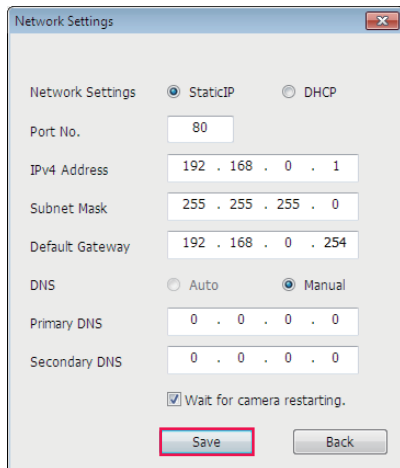 Network Settings
Network Settings StaticIP DHCP
Port No. 80
IPv4 Address 192 . 168 . 0 . 1
Subnet Mask 255 . 255 . 255 . 0
Default Gateway 192 . 168 . 0 . 254
DNS Auto Manual
Primary DNS 0 . 0 . 0 . 0
Secondary DNS 0 . 0 . 0 . 0
Wait for camera restarting.
Save Back